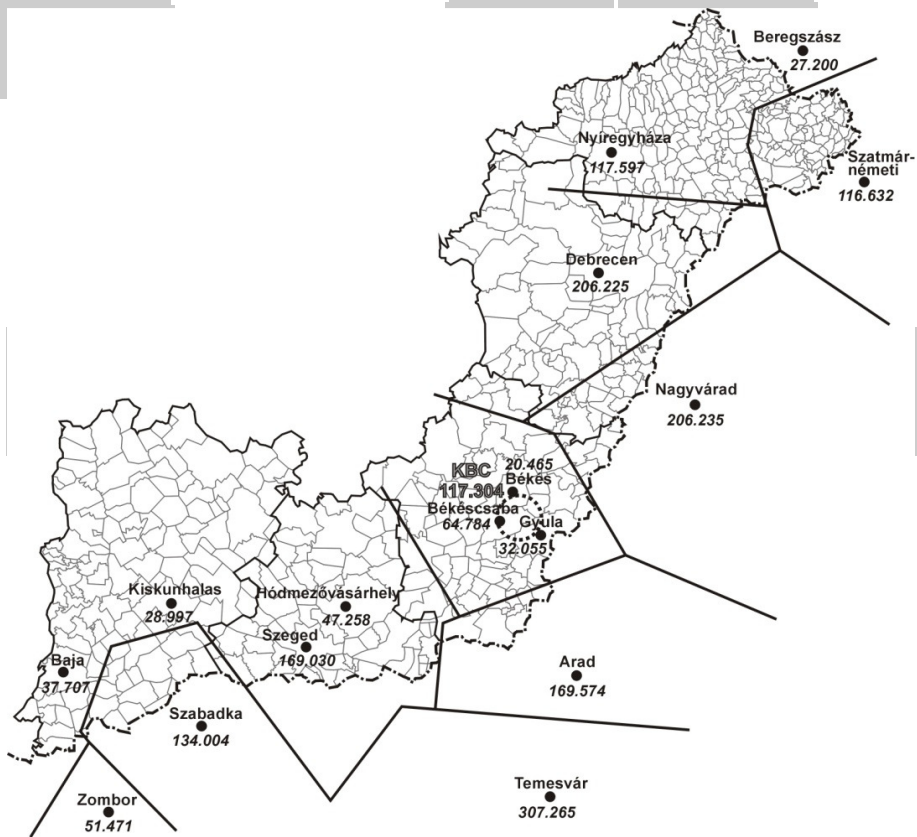 Beregszász
27.200
Nyíregyháza
117.597
Szatmár-
németi
116.632
Debrecen
206.225
Nagyvárad
206.235
KBC
117.304
20.465
Békés
Békéscsaba
64.784
Gyula
32.055
Kiskunhalas
28.997
Hódmezővásárhely
47.258
Szeged
169.030
Baja
37.707
Arad
169.574
Szabadka
134.004
Temesvár
307.265
Zombor
51.471